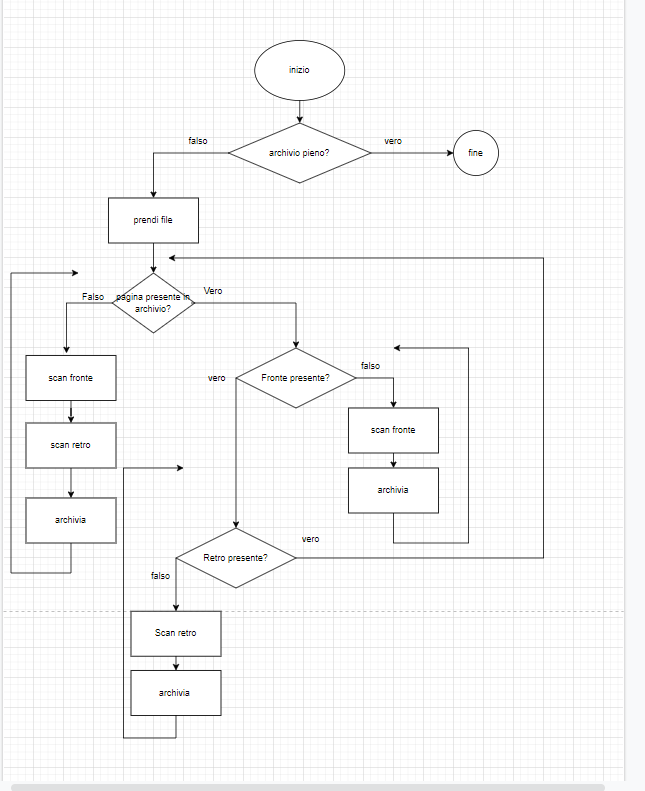 inizio
falso
vero
archivio pieno?
fine
prendi file
Falso
pagina presente in
archivio?
Vero
scan fronte
vero
Fronte presente?
falso
scan fronte
scan retro
archivia
archivia
vero
Retro presente?
falso
Scan retro
archivia